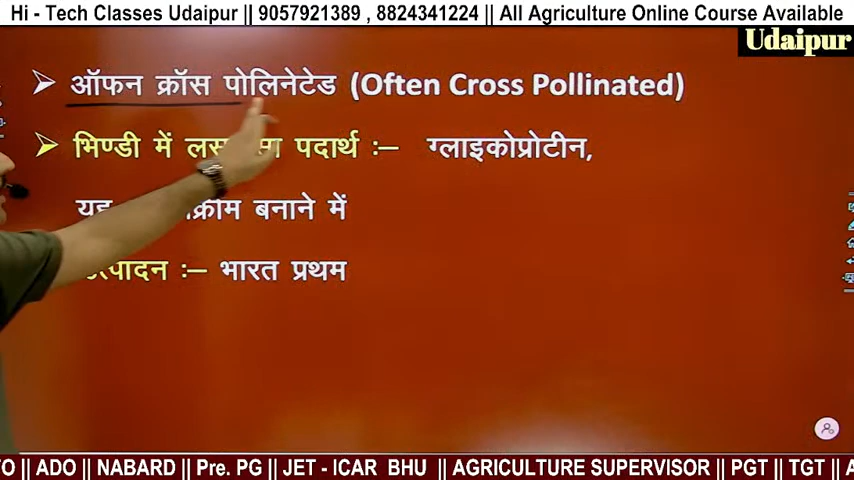 Hi - Tech Classes Udaipur || 9057921389 , 8824341224 || All Agriculture Online Course Available
Udaipur
ऑफन क्रॉस पोलिनेटेड (Often Cross Pollinated)
भिण्डी में पदार्थ :– ग्लाइकोप्रोटीन,
बनाने में
:– भारत प्रथम
|| ADO || NABARD || Pre. PG || JET - ICAR BHU || AGRICULTURE SUPERVISOR || PGT || TGT ||